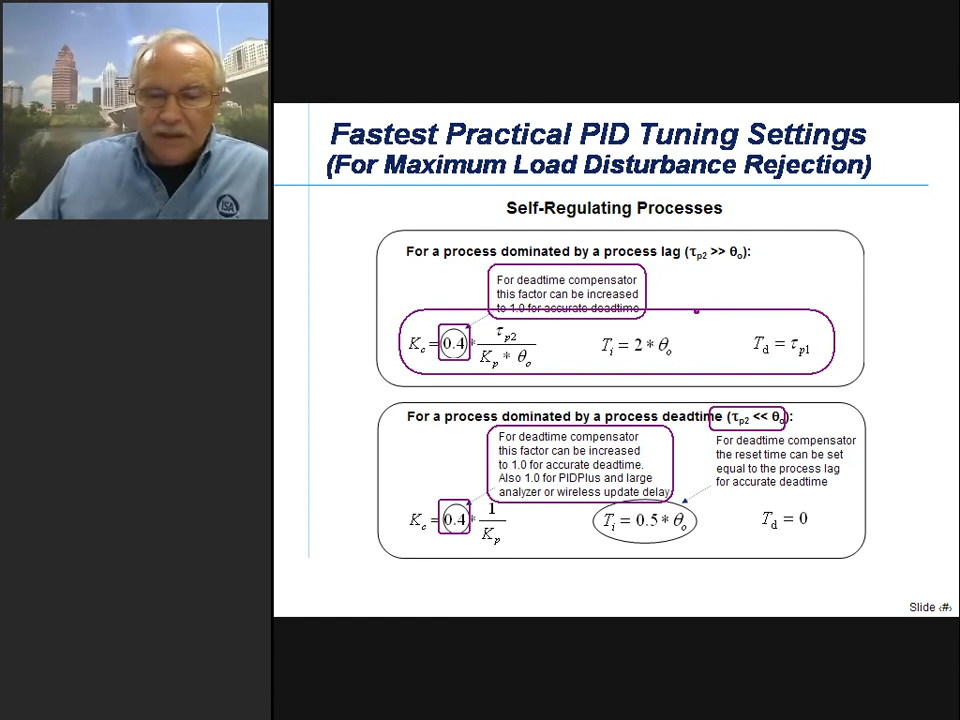 ISA
Fastest Practical PID Tuning Settings
(For Maximum Load Disturbance Rejection)
Self-Regulating Processes
For a process dominated by a process lag (τp2 >> θo):
For deadtime compensator
this factor can be increased
to 1.0 for accurate deadtime
Kc = 0.4 * τp2 / (Kp * θo)   Ti = 2 * θo   Td = τp1
For a process dominated by a process deadtime (τp2 << θo):
For deadtime compensator
this factor can be increased
to 1.0 for accurate deadtime.
Also 1.0 for PIDPlus and large
analyzer or wireless update delay
For deadtime compensator
the reset time can be set
equal to the process lag
for accurate deadtime
Kc = 0.4 * 1 / Kp   Ti = 0.5 * θo   Td = 0
Slide ‹#›